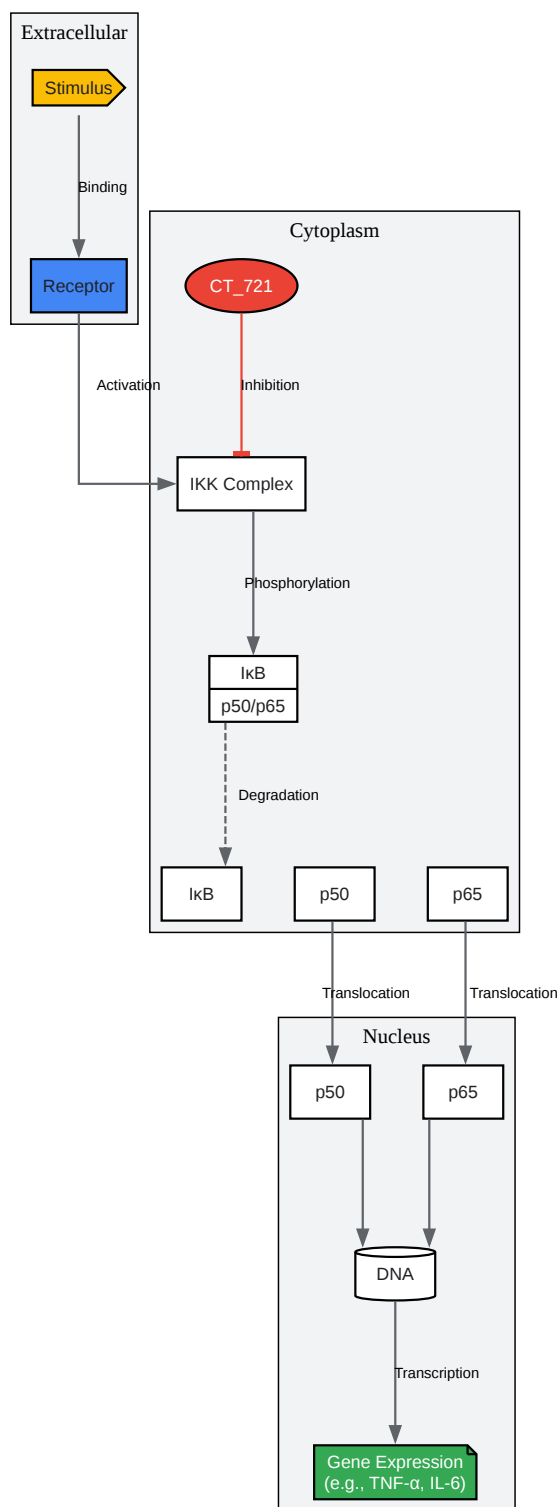 Extracellular
Stimulus
Binding
Receptor
Cytoplasm
CT_721
Activation
Inhibition
IKK Complex
Phosphorylation
IκB
p50/p65
Degradation
IκB
p50
p65
Translocation
Translocation
Nucleus
p50
p65
DNA
Transcription
Gene Expression
(e.g., TNF-α, IL-6)